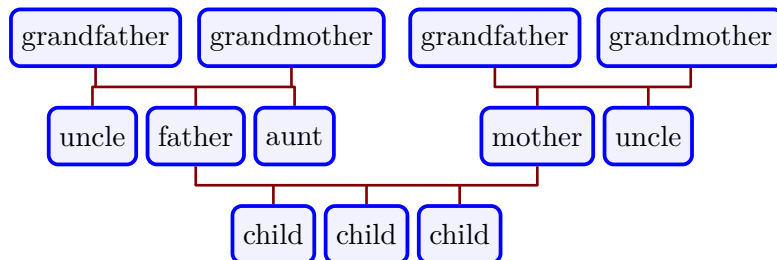 grandfather grandmother grandfather grandmother
uncle father aunt mother uncle
child child child